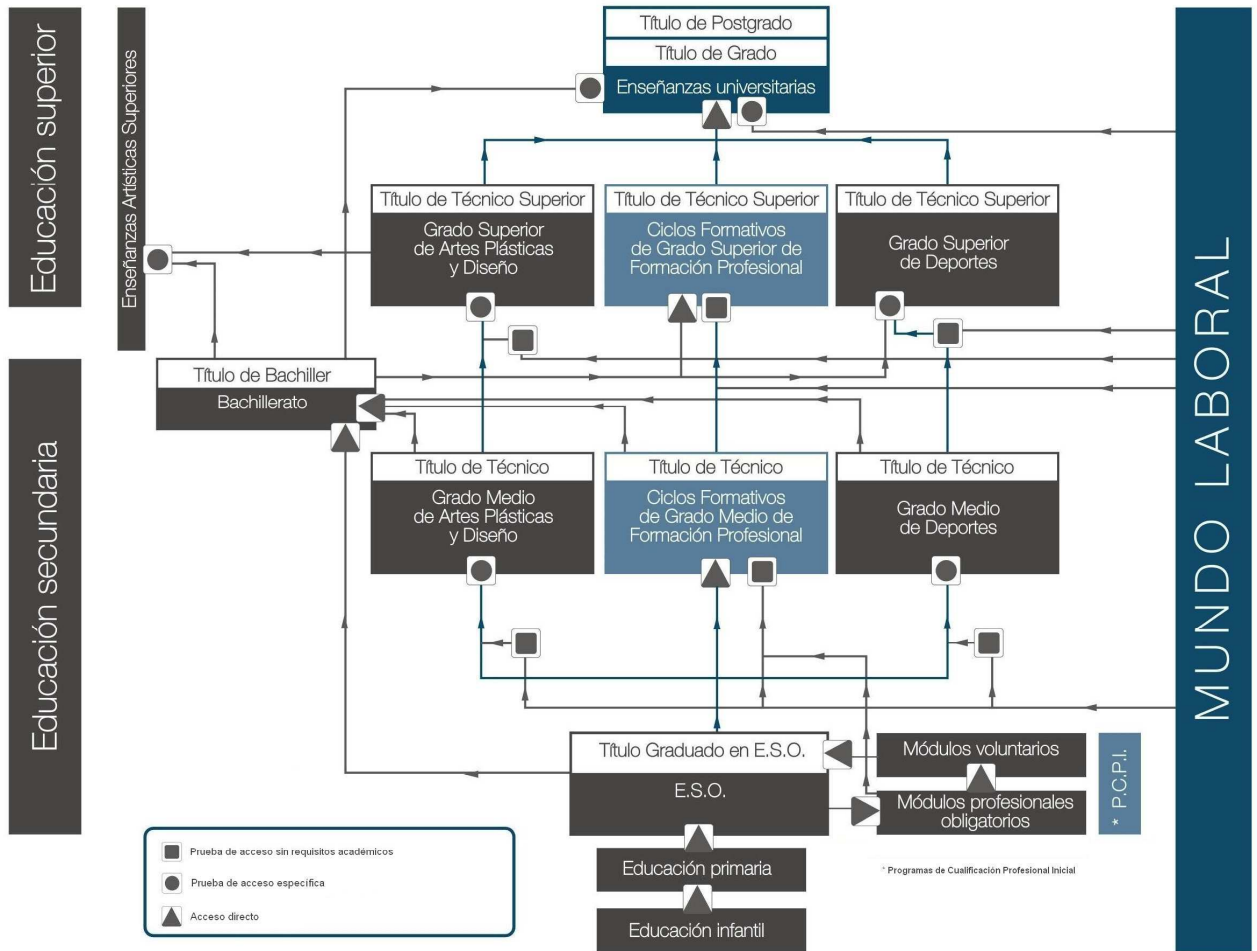 Educación superior
Enseñanzas Artísticas Superiores
Título de Postgrado
Título de Grado
Enseñanzas universitarias
Título de Técnico Superior
Grado Superior
de Artes Plásticas
y Diseño
Título de Técnico Superior
Ciclos Formativos
de Grado Superior de
Formación Profesional
Título de Técnico Superior
Grado Superior
de Deportes
MUNDO LABORAL
Educación secundaria
Título de Bachiller
Bachillerato
Título de Técnico
Grado Medio
de Artes Plásticas
y Diseño
Título de Técnico
Ciclos Formativos
de Grado Medio de
Formación Profesional
Título de Técnico
Grado Medio
de Deportes
Título Graduado en E.S.O.
E.S.O.
Módulos voluntarios
Módulos profesionales
obligatorios
* P.C.P.I.
Educación primaria
Educación infantil
* Programas de Cualificación Profesional Inicial
Prueba de acceso sin requisitos académicos
Prueba de acceso específica
Acceso directo